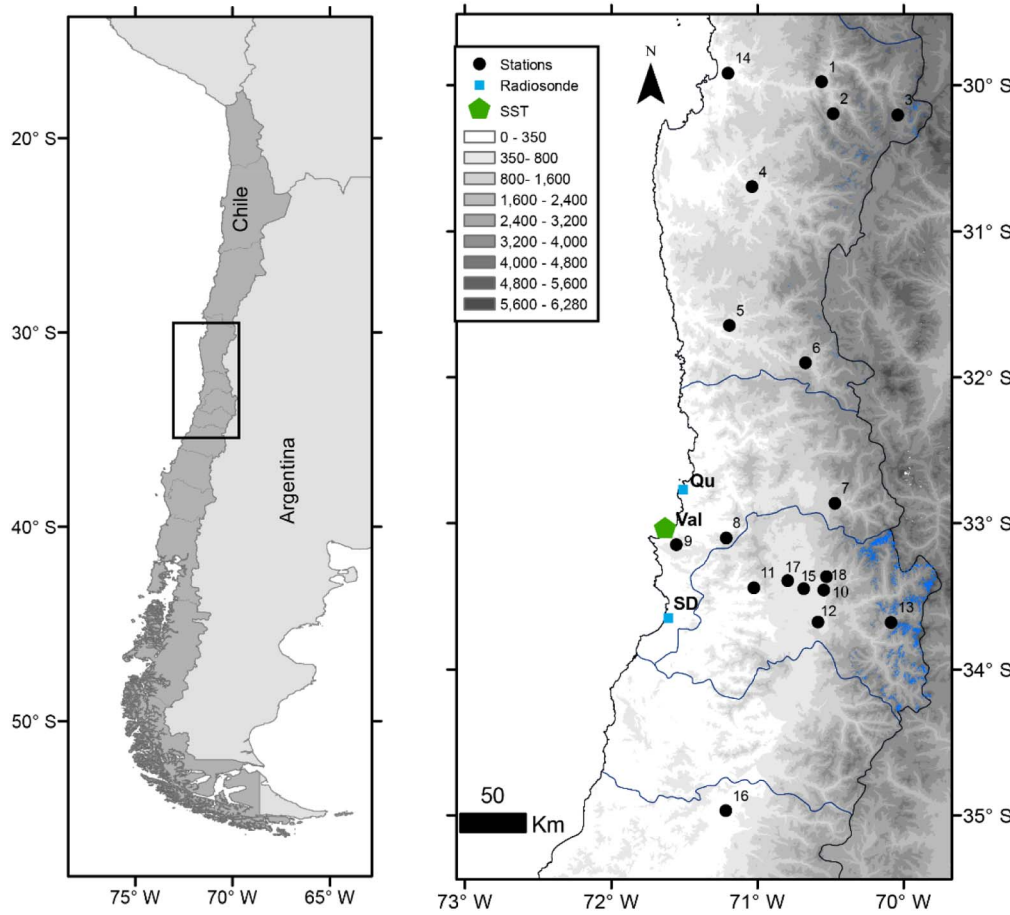 20° S
30° S
40° S
50° S
75° W
70° W
65° W
Chile
Argentina
Stations
Radiosonde
SST
0 - 350
350- 800
800- 1,600
1,600 - 2,400
2,400 - 3,200
3,200 - 4,000
4,000 - 4,800
4,800 - 5,600
5,600 - 6,280
N
14
1
2
3
4
5
6
Qu
7
Val
8
9
11
17
15
18
10
SD
12
13
16
50
Km
30° S
31° S
32° S
33° S
34° S
35° S
73° W
72° W
71° W
70° W